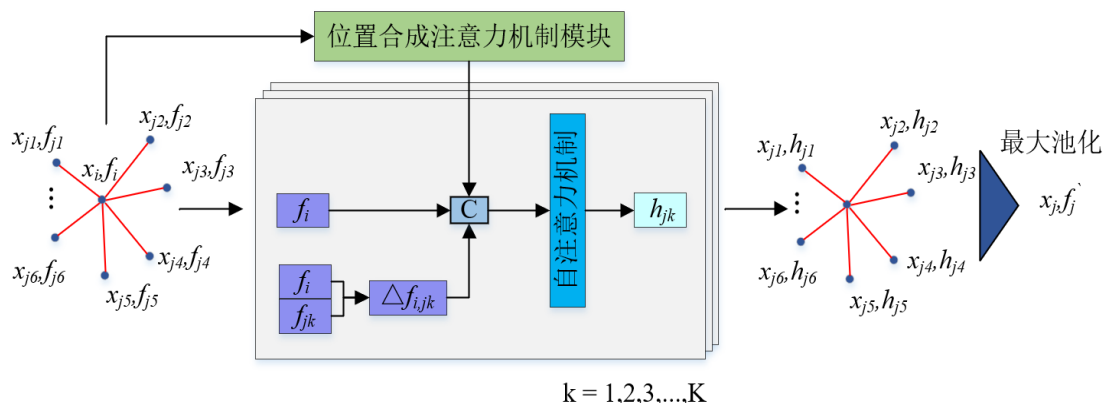 位置合成注意力机制模块
xj1,fj1
xj2,fj2
xi,fi
xj3,fj3
⋮
xj6,fj6
xj4,fj4
xj5,fj5
fi
C
fi
fjk
△fi,jk
自注意力机制
hjk
k = 1,2,3,...,K
xj1,hj1
xj2,hj2
xj3,hj3
⋮
xj6,hj6
xj4,hj4
xj5,hj5
最大池化
xj,fj`